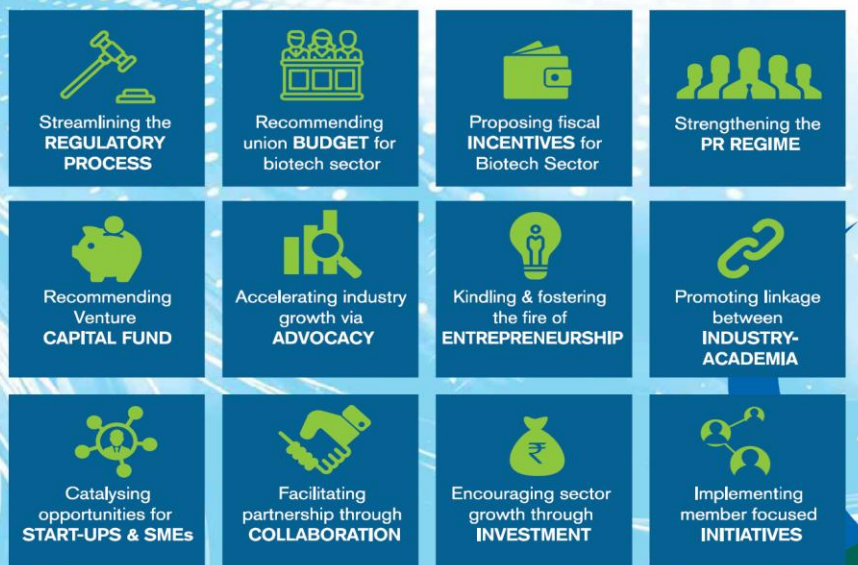 Streamlining the
REGULATORY
PROCESS
Recommending
union BUDGET for
biotech sector
Proposing fiscal
INCENTIVES for
Biotech Sector
Strengthening the
PR REGIME
Recommending
Venture
CAPITAL FUND
Accelerating industry
growth via
ADVOCACY
Kindling & fostering
the fire of
ENTREPRENEURSHIP
Promoting linkage
between
INDUSTRY-
ACADEMIA
Catalysing
opportunities for
START-UPS & SMEs
Facilitating
partnership through
COLLABORATION
₹
Encouraging sector
growth through
INVESTMENT
Implementing
member focused
INITIATIVES